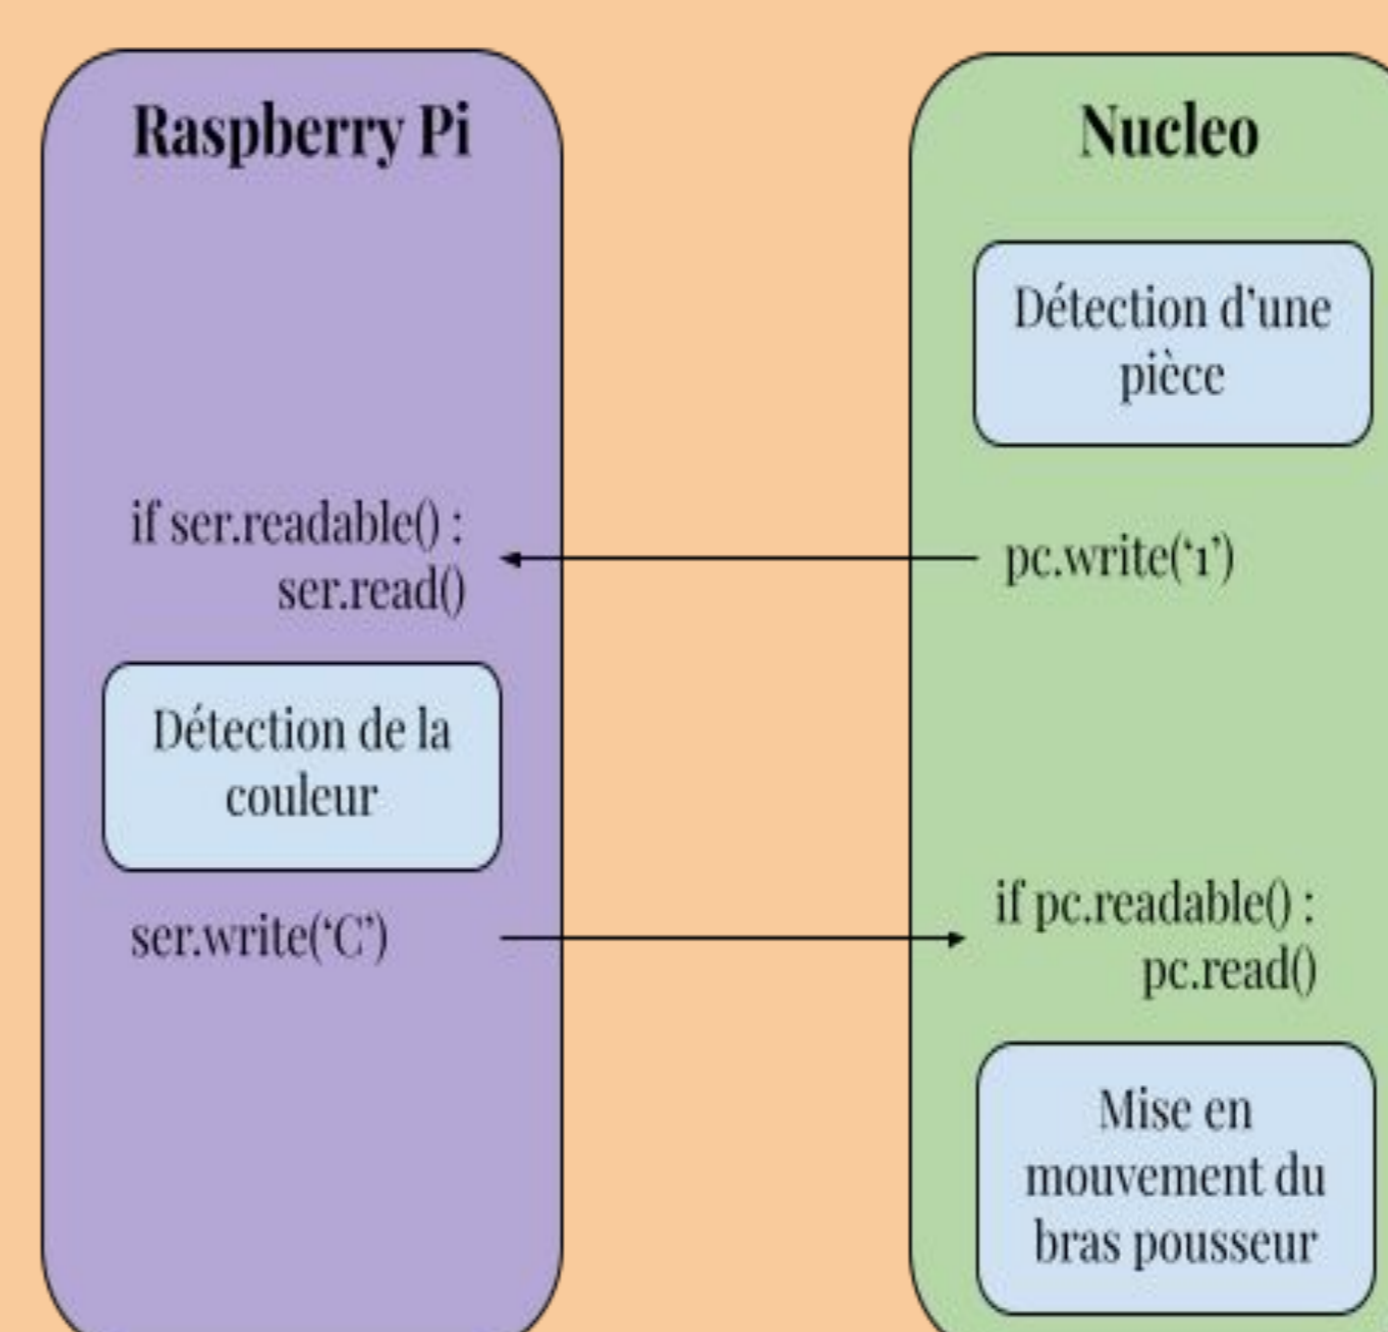 Raspberry Pi
if ser.readable() :
ser.read()
Détection de la
couleur
ser.write(‘C’)
Nucleo
Détection d’une
pièce
pc.write(‘1’)
if pc.readable() :
pc.read()
Mise en
mouvement du
bras pousseur